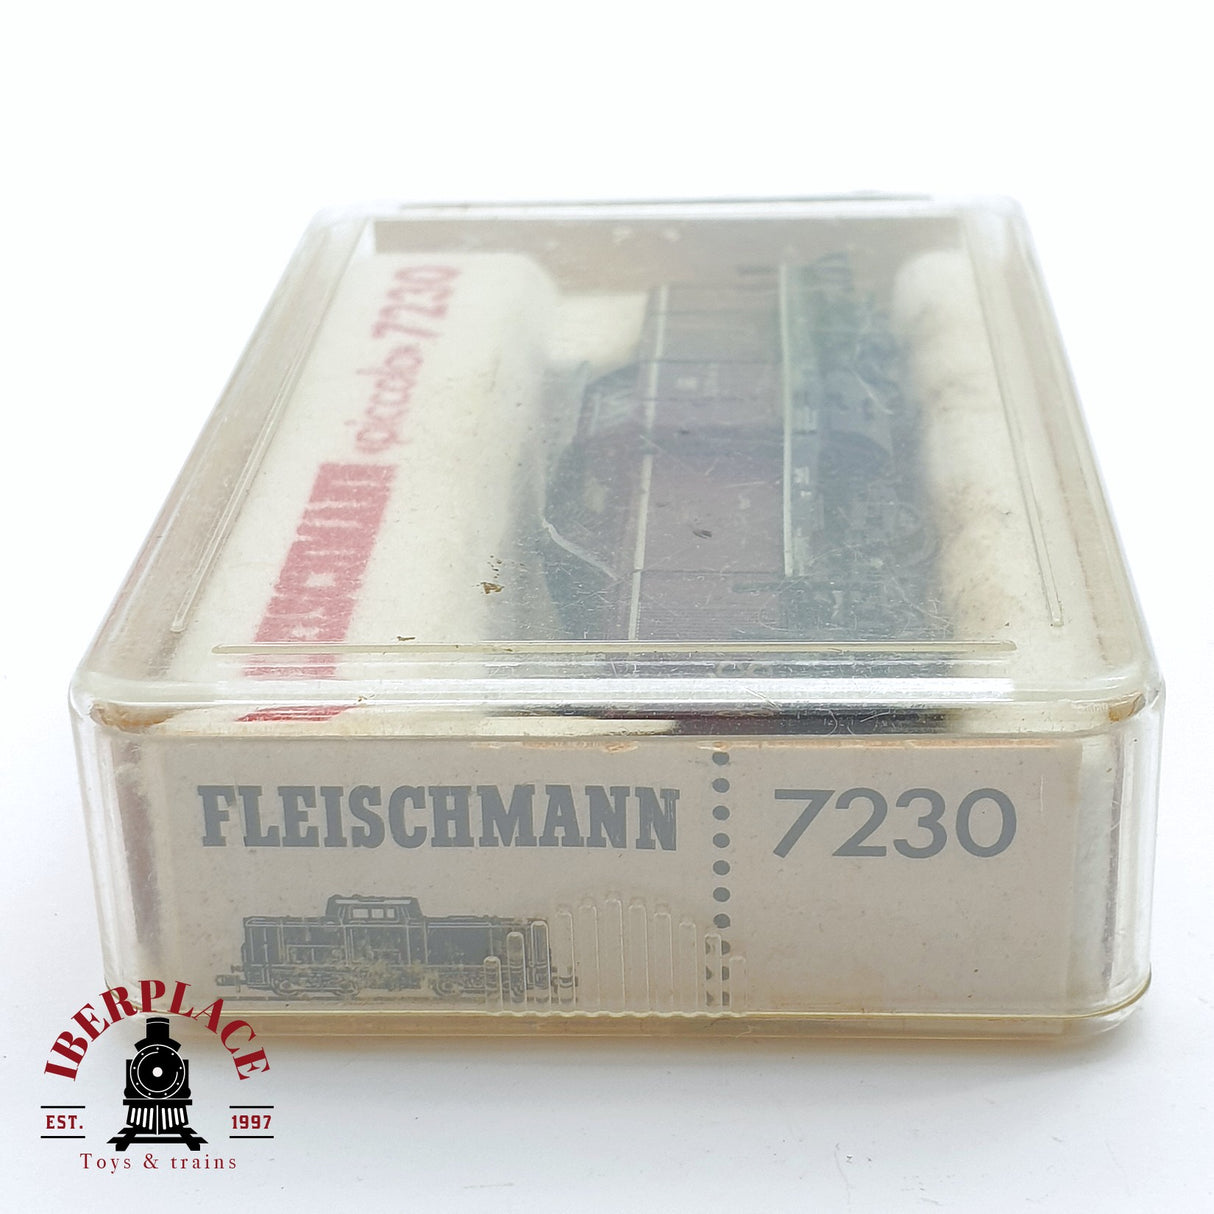 «piccolo» 7230
FLEISCHMANN 7230
IBERPLACE
EST. 1997
Toys & trains